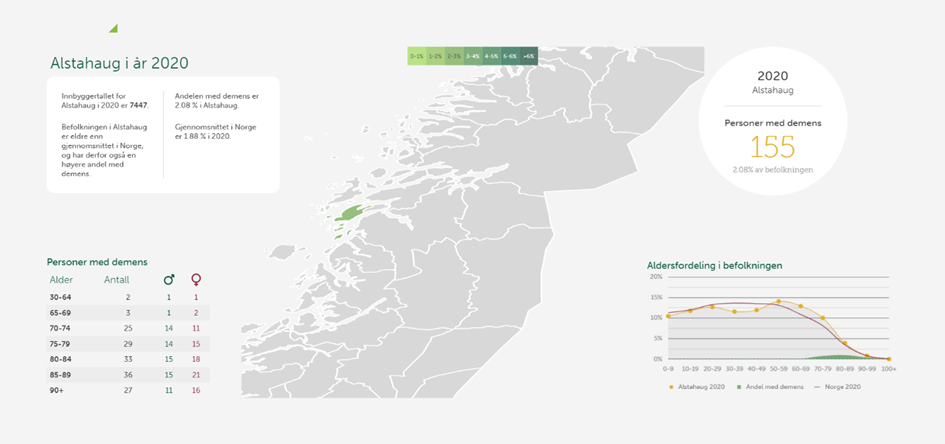 Alstahaug i år 2020
Innbyggertallet for
Alstahaug i 2020 er 7447.
Befolkningen i Alstahaug
er eldre enn
gjennomsnittet i Norge,
og har derfor også en
høyere andel med
demens.
Andelen med demens er
2.08 % i Alstahaug.
Gjennomsnittet i Norge
er 1.88 % i 2020.
0-1% 1-2% 2-3% 3-4% 4-5% 5-6% >6%
2020
Alstahaug
Personer med demens
155
2.08% av befolkningen
Personer med demens
Alder Antall ♂ ♀
30-64 2 1 1
65-69 3 1 2
70-74 25 14 11
75-79 29 14 15
80-84 33 15 18
85-89 36 15 21
90+ 27 11 16
Aldersfordeling i befolkningen
20%
15%
10%
5%
0%
0-9 10-19 20-29 30-39 40-49 50-59 60-69 70-79 80-89 90-99 100+
Alstahaug 2020 Andel med demens Norge 2020